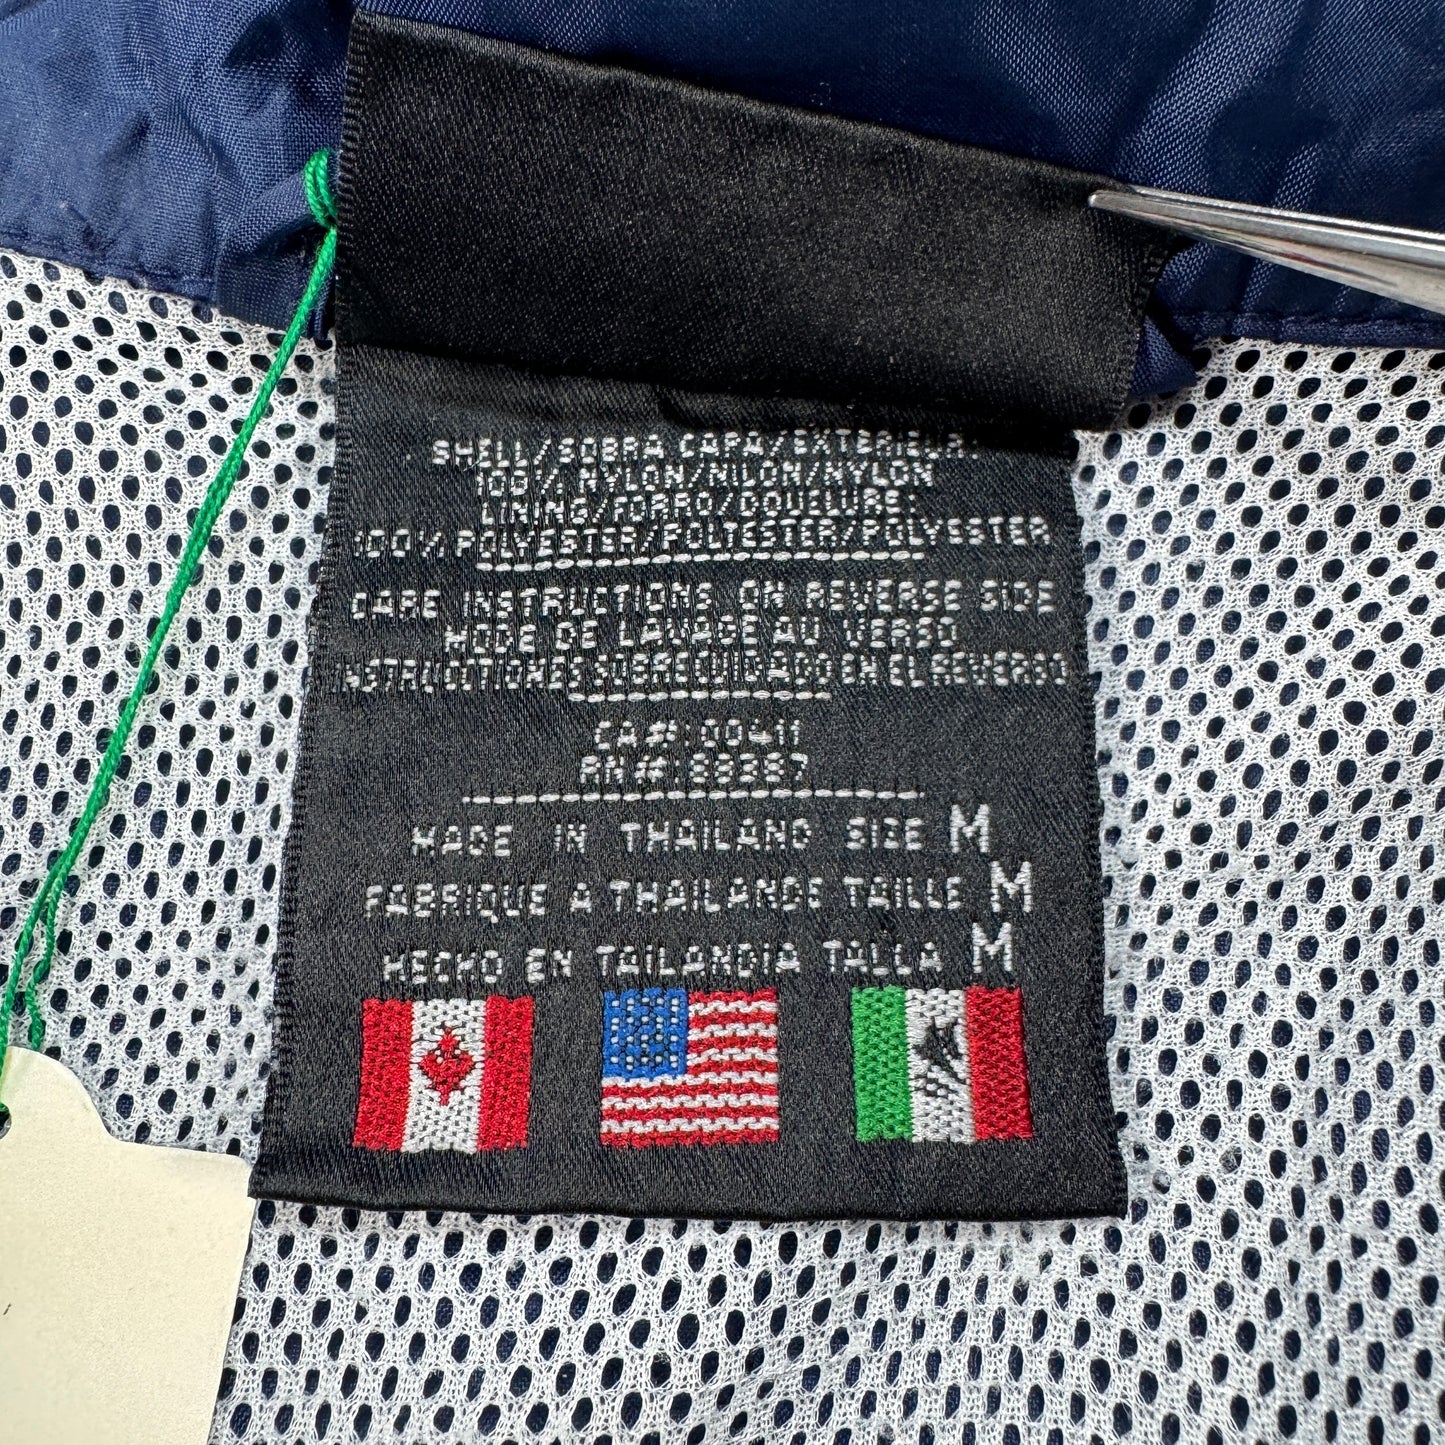 SHELL/SOBRA CAPA/EXTERIEUR
100% NYLON/NILON/NYLON
LINING/FORRO/DOUBLURE
100% POLYESTER/POLIESTER/POLYESTER
CARE INSTRUCTIONS ON REVERSE SIDE
MODE DE LAVAGE AU VERSO
INSTRUCCIONES SOBRE CUIDADO EN EL REVERSO
CA#:00411
RN#:88387
MADE IN THAILAND SIZE M
FABRIQUE A THAILANDE TAILLE M
HECHO EN TAILANDIA TALLA M